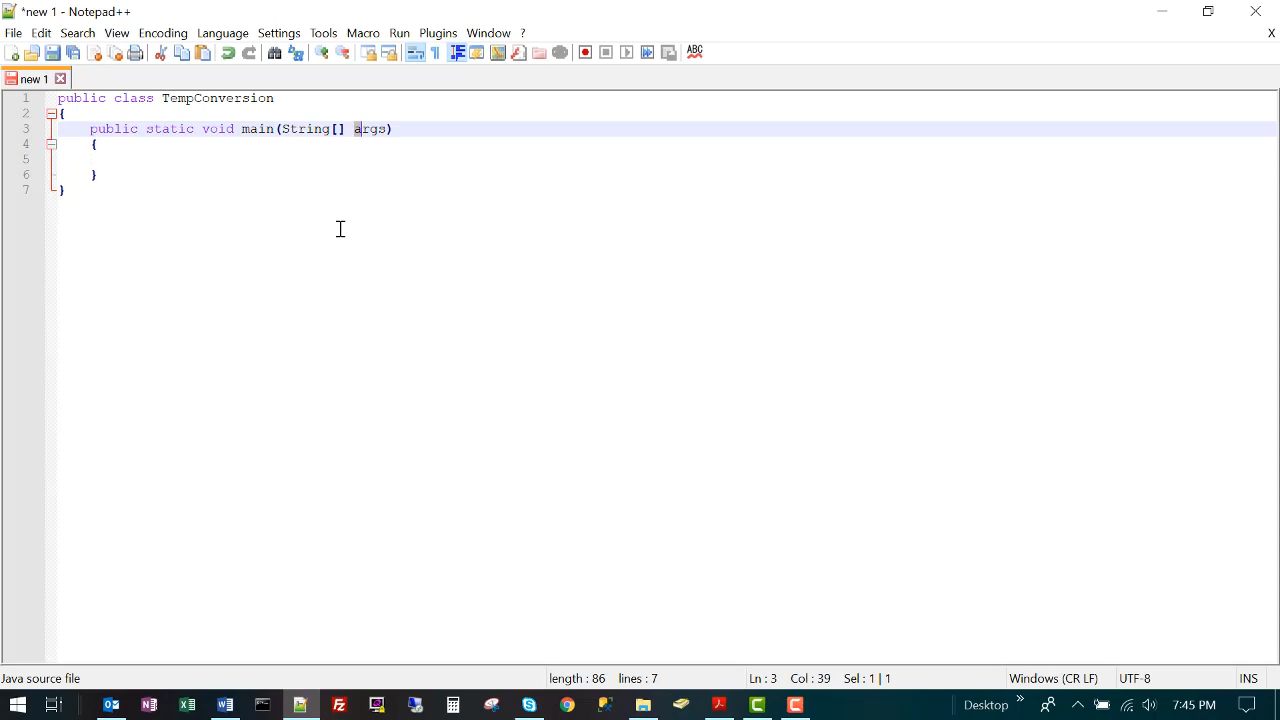 *new 1 - Notepad++
File Edit Search View Encoding Language Settings Tools Macro Run Plugins Window ? X
ABC
new 1
1 public class TempConversion
2 {
3 public static void main(String[] args)
4 {
5
6 }
7 }
Java source file length : 86 lines : 7 Ln : 3 Col : 39 Sel : 1 | 1 Windows (CR LF) UTF-8 INS
Desktop » 7:45 PM